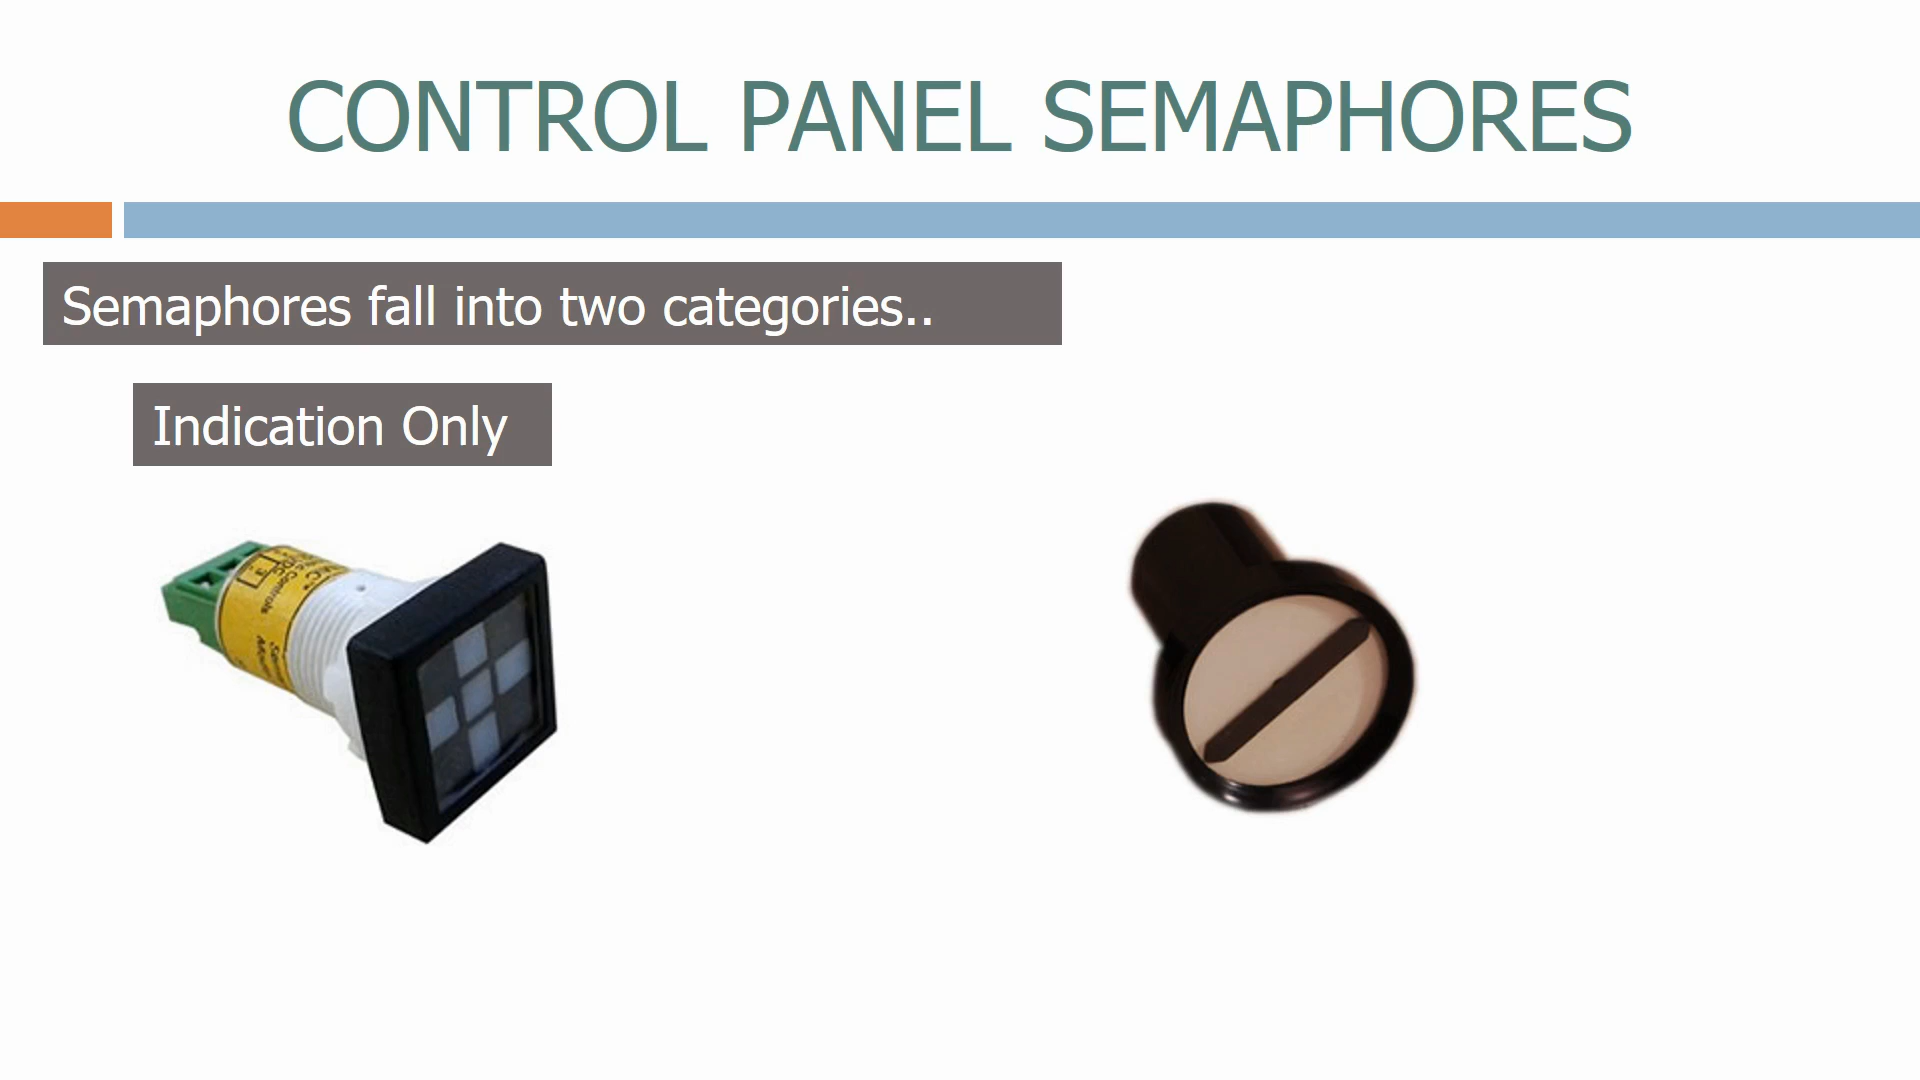 CONTROL PANEL SEMAPHORES
Semaphores fall into two categories..
Indication Only